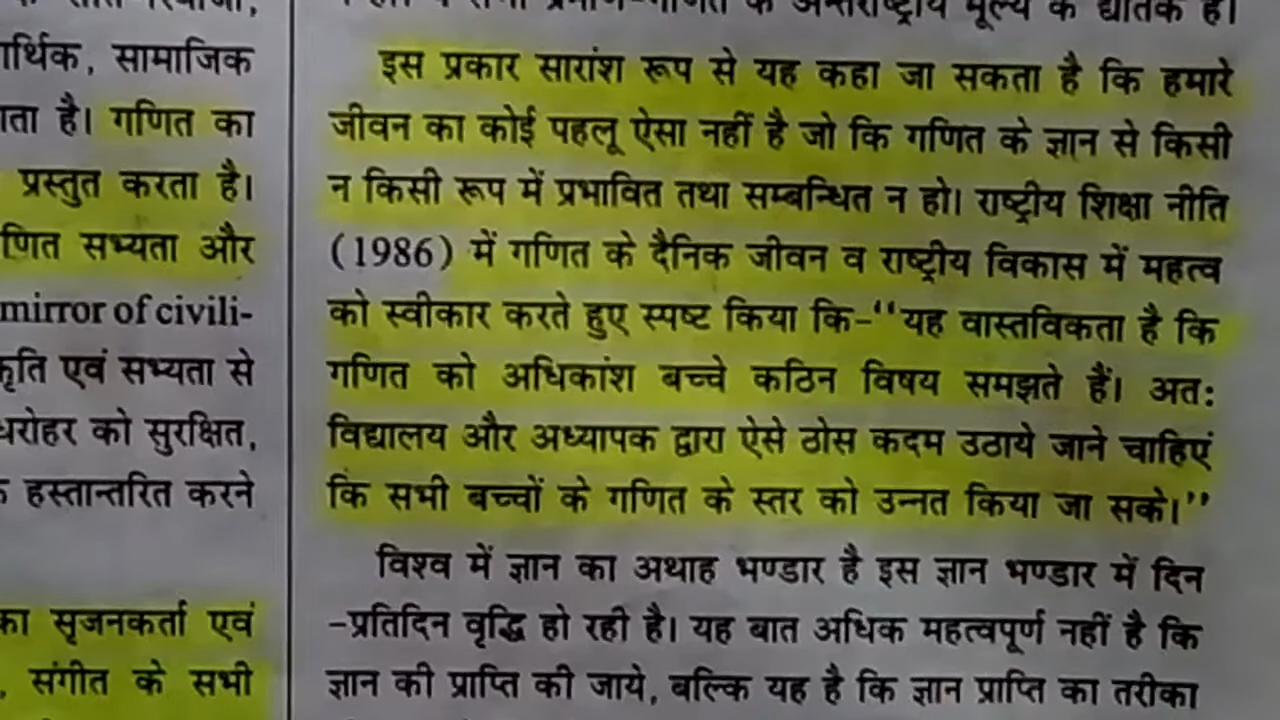 आर्थिक, सामाजिक
है। गणित का
प्रस्तुत करता है।
सभ्यता और
mirror of civili-
एवं सभ्यता से
को सुरक्षित,
हस्तान्तरित करने
सृजनकर्ता एवं
, संगीत के सभी
मूल्य के द्योतक हैं।
इस प्रकार सारांश रूप से यह कहा जा सकता है कि हमारे
जीवन का कोई पहलू ऐसा नहीं है जो कि गणित के ज्ञान से किसी
न किसी रूप में प्रभावित तथा सम्बन्धित न हो। राष्ट्रीय शिक्षा नीति
(1986) में गणित के दैनिक जीवन व राष्ट्रीय विकास में महत्व
को स्वीकार करते हुए स्पष्ट किया कि-“यह वास्तविकता है कि
गणित को अधिकांश बच्चे कठिन विषय समझते हैं। अत:
विद्यालय और अध्यापक द्वारा ऐसे ठोस कदम उठाये जाने चाहिएं
कि सभी बच्चों के गणित के स्तर को उन्नत किया जा सके।”
विश्व में ज्ञान का अथाह भण्डार है इस ज्ञान भण्डार में दिन
-प्रतिदिन वृद्धि हो रही है। यह बात अधिक महत्वपूर्ण नहीं है कि
ज्ञान की प्राप्ति की जाये, बल्कि यह है कि ज्ञान प्राप्ति का तरीका